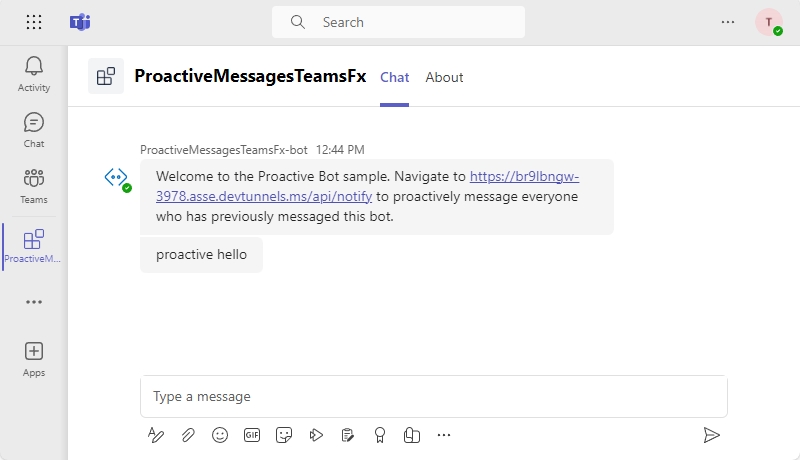 Search
T
Activity
Chat
Teams
ProactiveM...
Apps
ProactiveMessagesTeamsFx Chat About
ProactiveMessagesTeamsFx-bot 12:44 PM
Welcome to the Proactive Bot sample. Navigate to https://br9lbngw-
3978.asse.devtunnels.ms/api/notify to proactively message everyone
who has previously messaged this bot.
proactive hello
Type a message
GIF